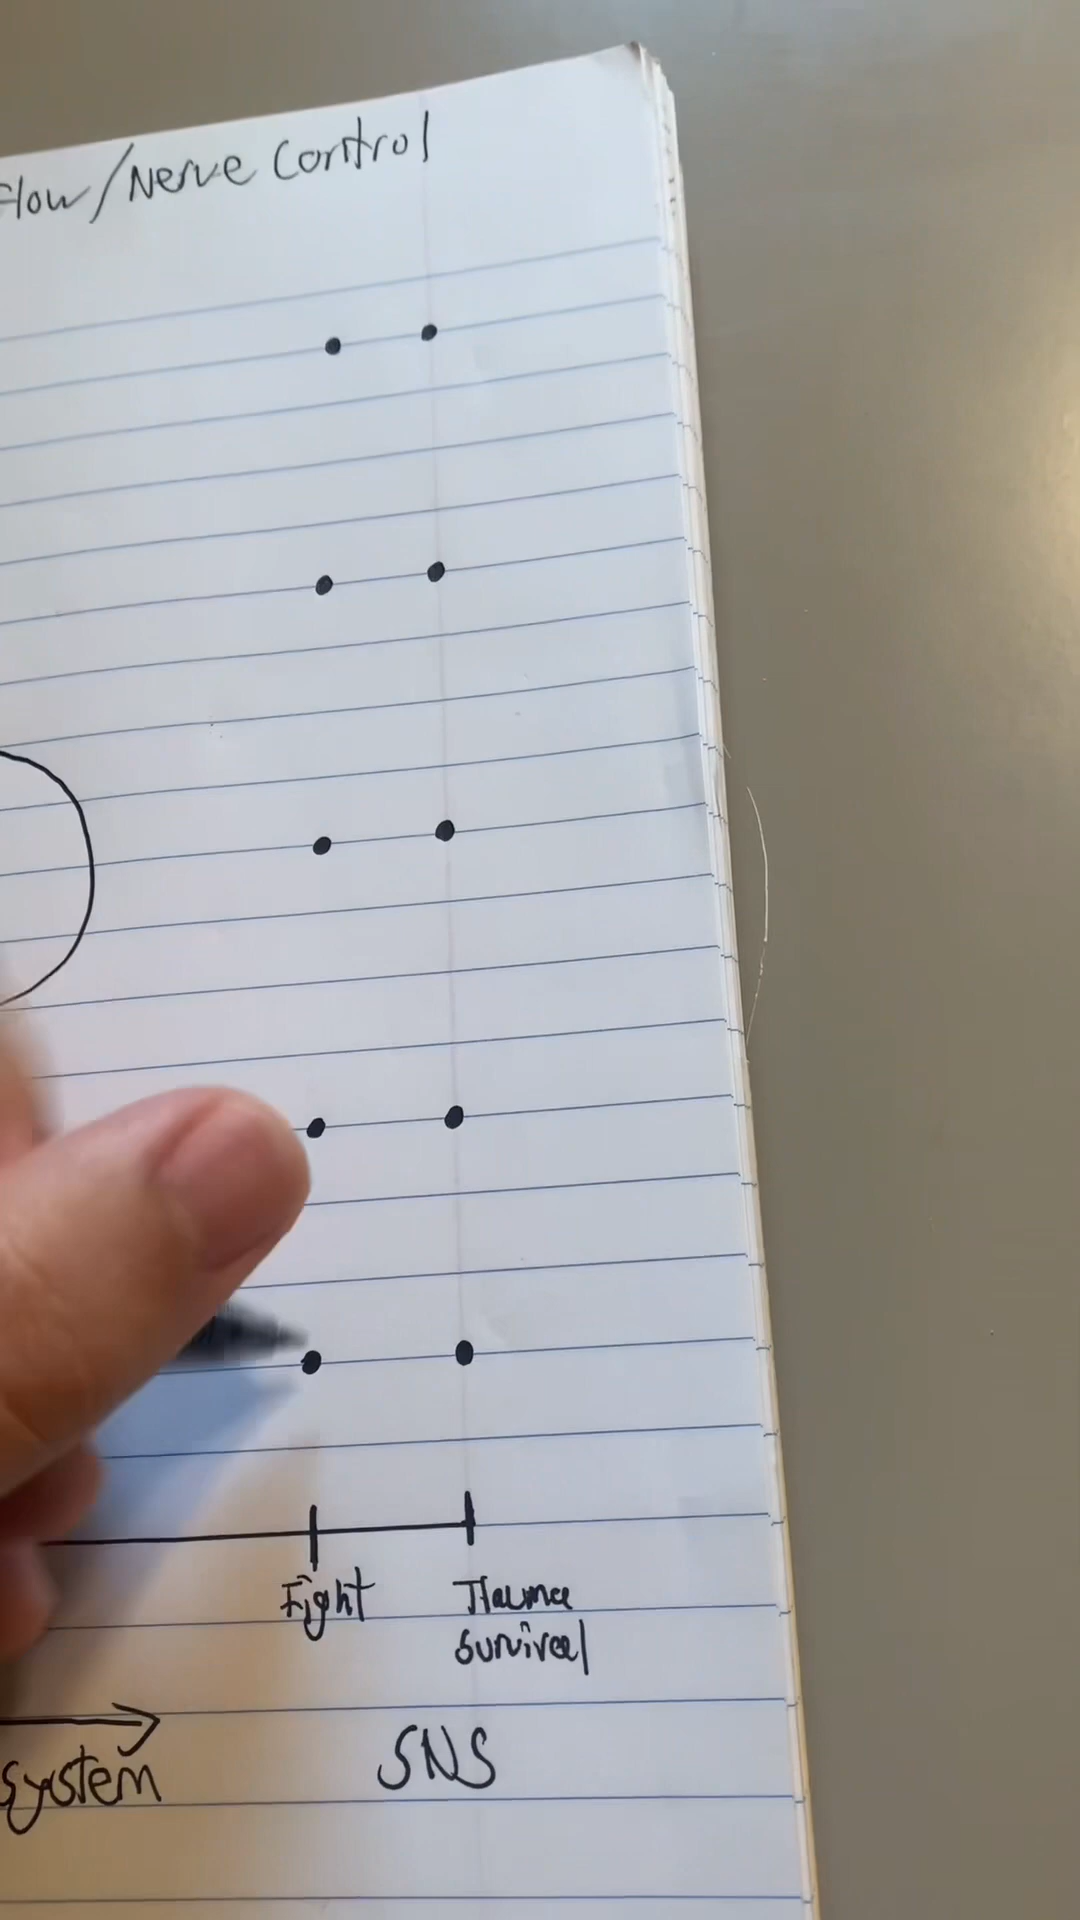 Flow/Nerve Control
Fight
Trauma
Survival
System
SNS